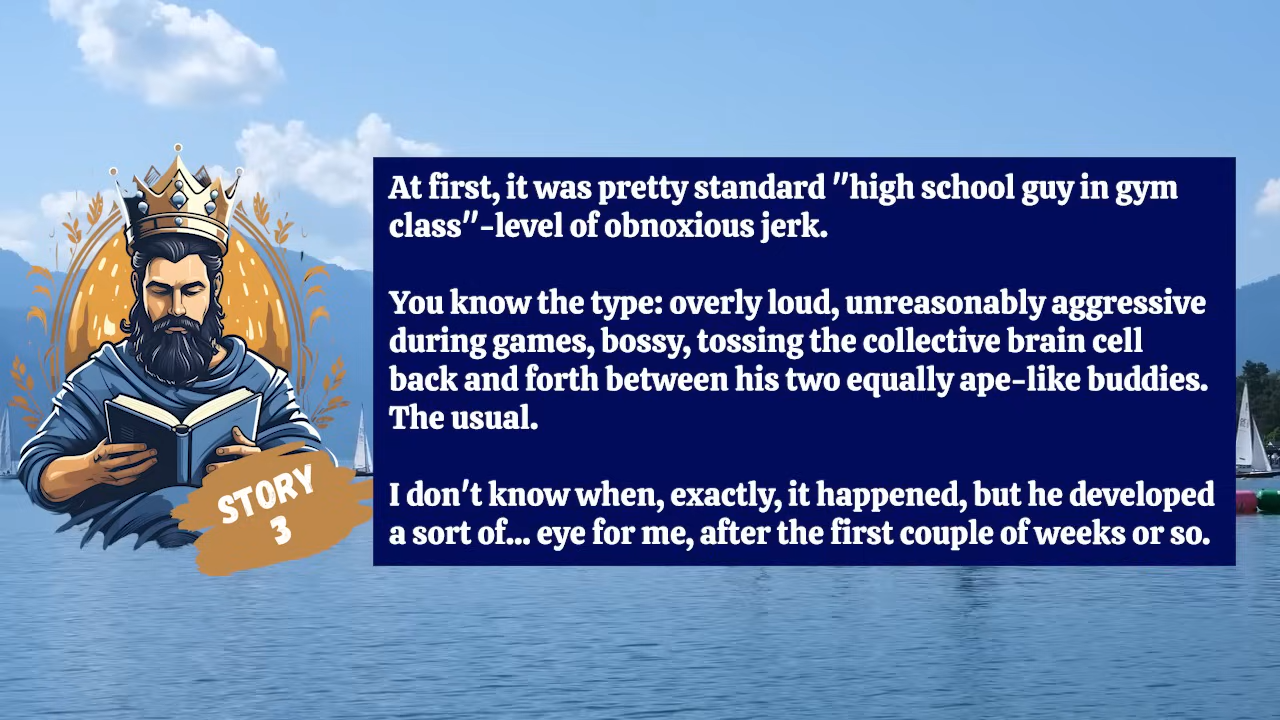 At first, it was pretty standard "high school guy in gym
class"-level of obnoxious jerk.
You know the type: overly loud, unreasonably aggressive
during games, bossy, tossing the collective brain cell
back and forth between his two equally ape-like buddies.
The usual.
I don't know when, exactly, it happened, but he developed
a sort of... eye for me, after the first couple of weeks or so.
STORY
3